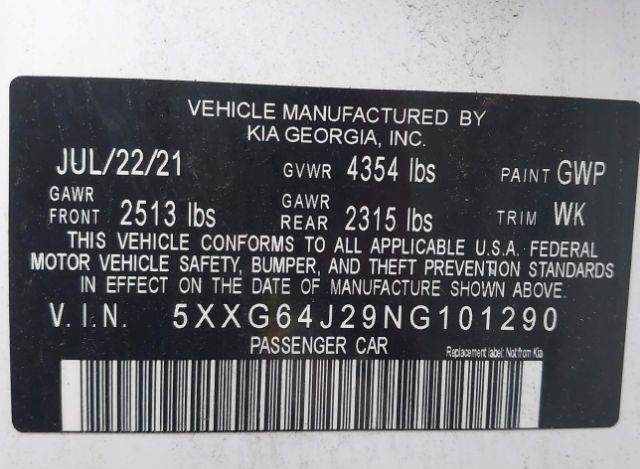 VEHICLE MANUFACTURED BY
KIA GEORGIA, INC.
JUL/22/21 GVWR 4354 lbs PAINT GWP
GAWR FRONT 2513 lbs GAWR REAR 2315 lbs TRIM WK
THIS VEHICLE CONFORMS TO ALL APPLICABLE U.S.A. FEDERAL
MOTOR VEHICLE SAFETY, BUMPER, AND THEFT PREVENTION STANDARDS
IN EFFECT ON THE DATE OF MANUFACTURE SHOWN ABOVE.
V.I.N. 5XXG64J29NG101290
PASSENGER CAR
Replacement label: Not from Kia